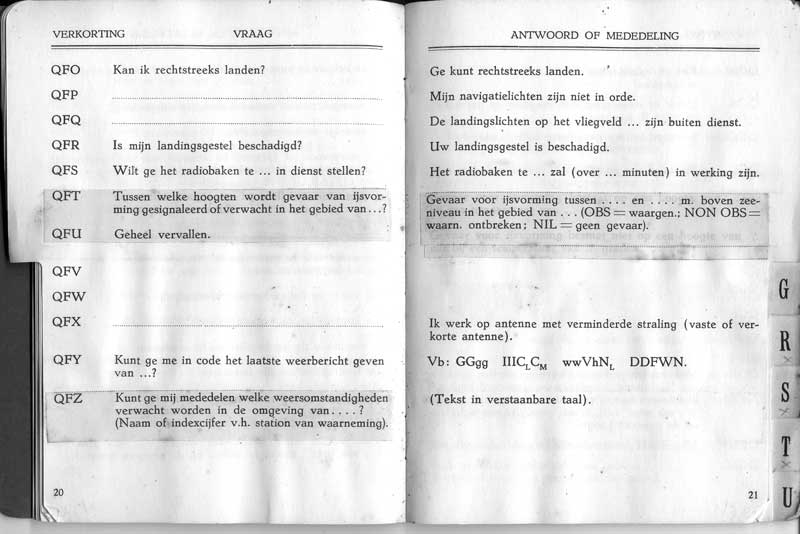 VERKORTING VRAAG
QFO Kan ik rechtstreeks landen?
QFP
QFQ
QFR Is mijn landingsgestel beschadigd?
QFS Wilt ge het radiobaken te ... in dienst stellen?
QFT Tussen welke hoogten wordt gevaar van ijsvor-
ming gesignaleerd of verwacht in het gebied van ...?
QFU Geheel vervallen.
QFV
QFW
QFX
QFY Kunt ge me in code het laatste weerbericht geven
van ...?
QFZ Kunt ge mij mededelen welke weersomstandigheden
verwacht worden in de omgeving van....?
(Naam of indexcijfer v.h. station van waarneming).
20
ANTWOORD OF MEDEDELING
Ge kunt rechtstreeks landen.
Mijn navigatielichten zijn niet in orde.
De landingslichten op het vliegveld ... zijn buiten dienst.
Uw landingsgestel is beschadigd.
Het radiobaken te ... zal (over ... minuten) in werking zijn.
Gevaar voor ijsvorming tussen .... en .... m. boven zee-
niveau in het gebied van ... (OBS = waargen.; NON OBS =
waarn. ontbreken; NIL = geen gevaar).
Ik werk op antenne met verminderde straling (vaste of ver-
korte antenne).
Vb: GGgg IIICLCM wwVhNL DDFWN.
(Tekst in verstaanbare taal).
21
G
R
S
T
U